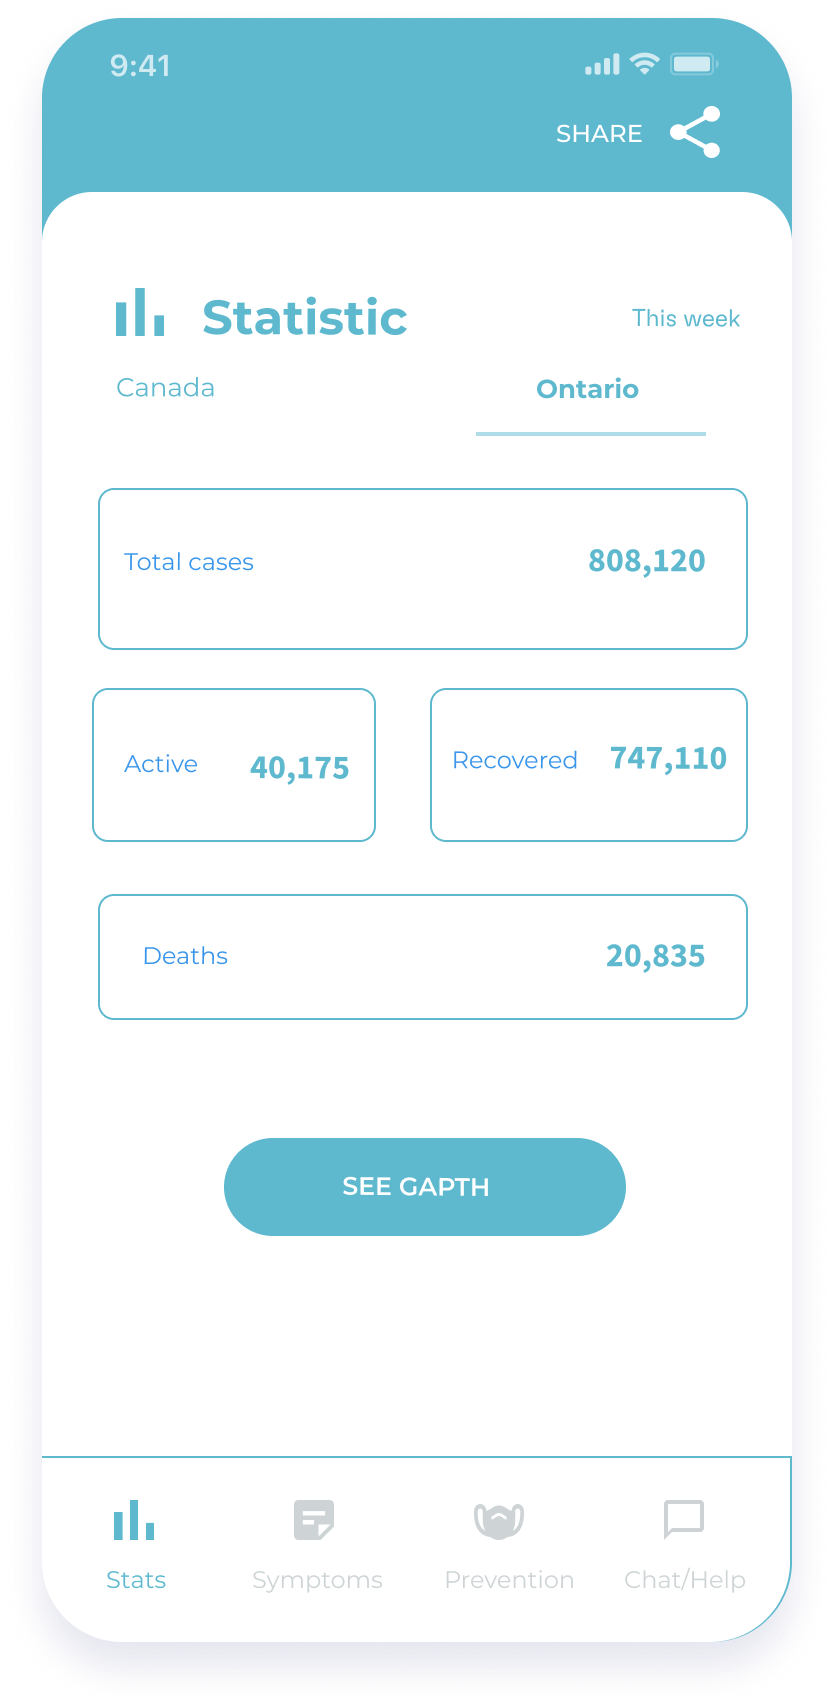 9:41
SHARE
Statistic
This week
Canada
Ontario
Total cases 808,120
Active 40,175
Recovered 747,110
Deaths 20,835
SEE GAPTH
Stats
Symptoms
Prevention
Chat/Help